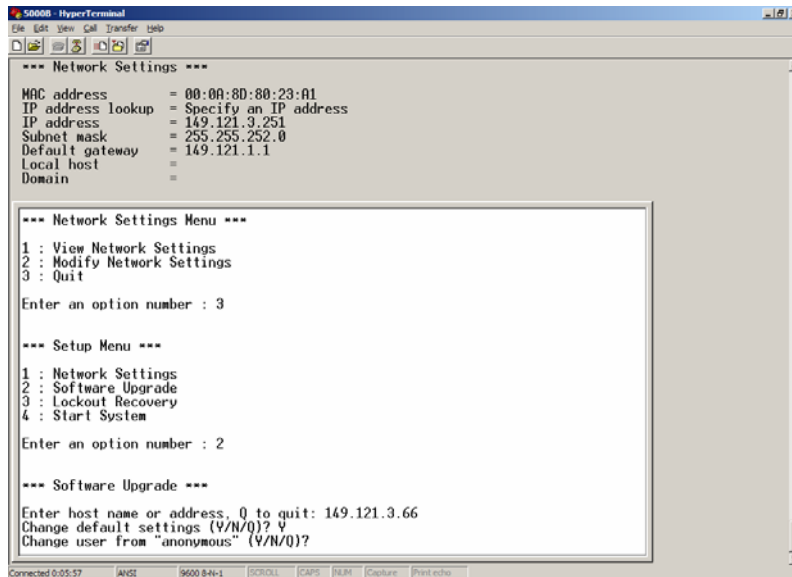 5000B - HyperTerminal
File Edit View Call Transfer Help
*** Network Settings ***
MAC address = 00:0A:8D:80:23:A1
IP address lookup = Specify an IP address
IP address = 149.121.3.251
Subnet mask = 255.255.252.0
Default gateway = 149.121.1.1
Local host =
Domain =
*** Network Settings Menu ***
1 : View Network Settings
2 : Modify Network Settings
3 : Quit
Enter an option number : 3
*** Setup Menu ***
1 : Network Settings
2 : Software Upgrade
3 : Lockout Recovery
4 : Start System
Enter an option number : 2
*** Software Upgrade ***
Enter host name or address, Q to quit: 149.121.3.66
Change default settings (Y/N/Q)? Y
Change user from "anonymous" (Y/N/Q)?
Connected 0:05:57 ANSI 9600 8-N-1 SCROLL CAPS NUM Capture Print echo